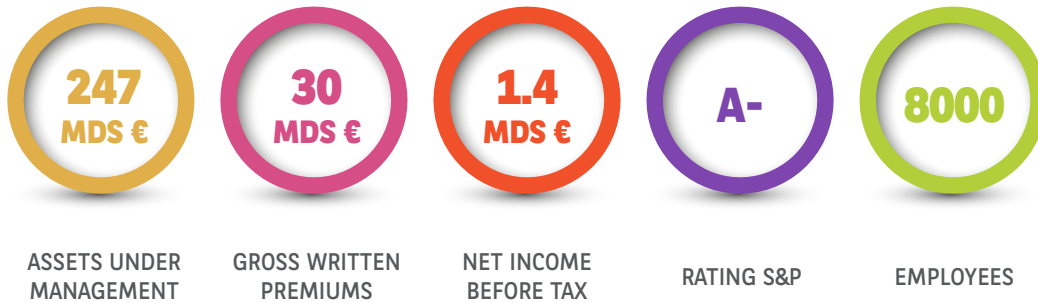 247
MDS €
30
MDS €
1.4
MDS €
A-
8000
ASSETS UNDER
MANAGEMENT
GROSS WRITTEN
PREMIUMS
NET INCOME
BEFORE TAX
RATING S&P
EMPLOYEES